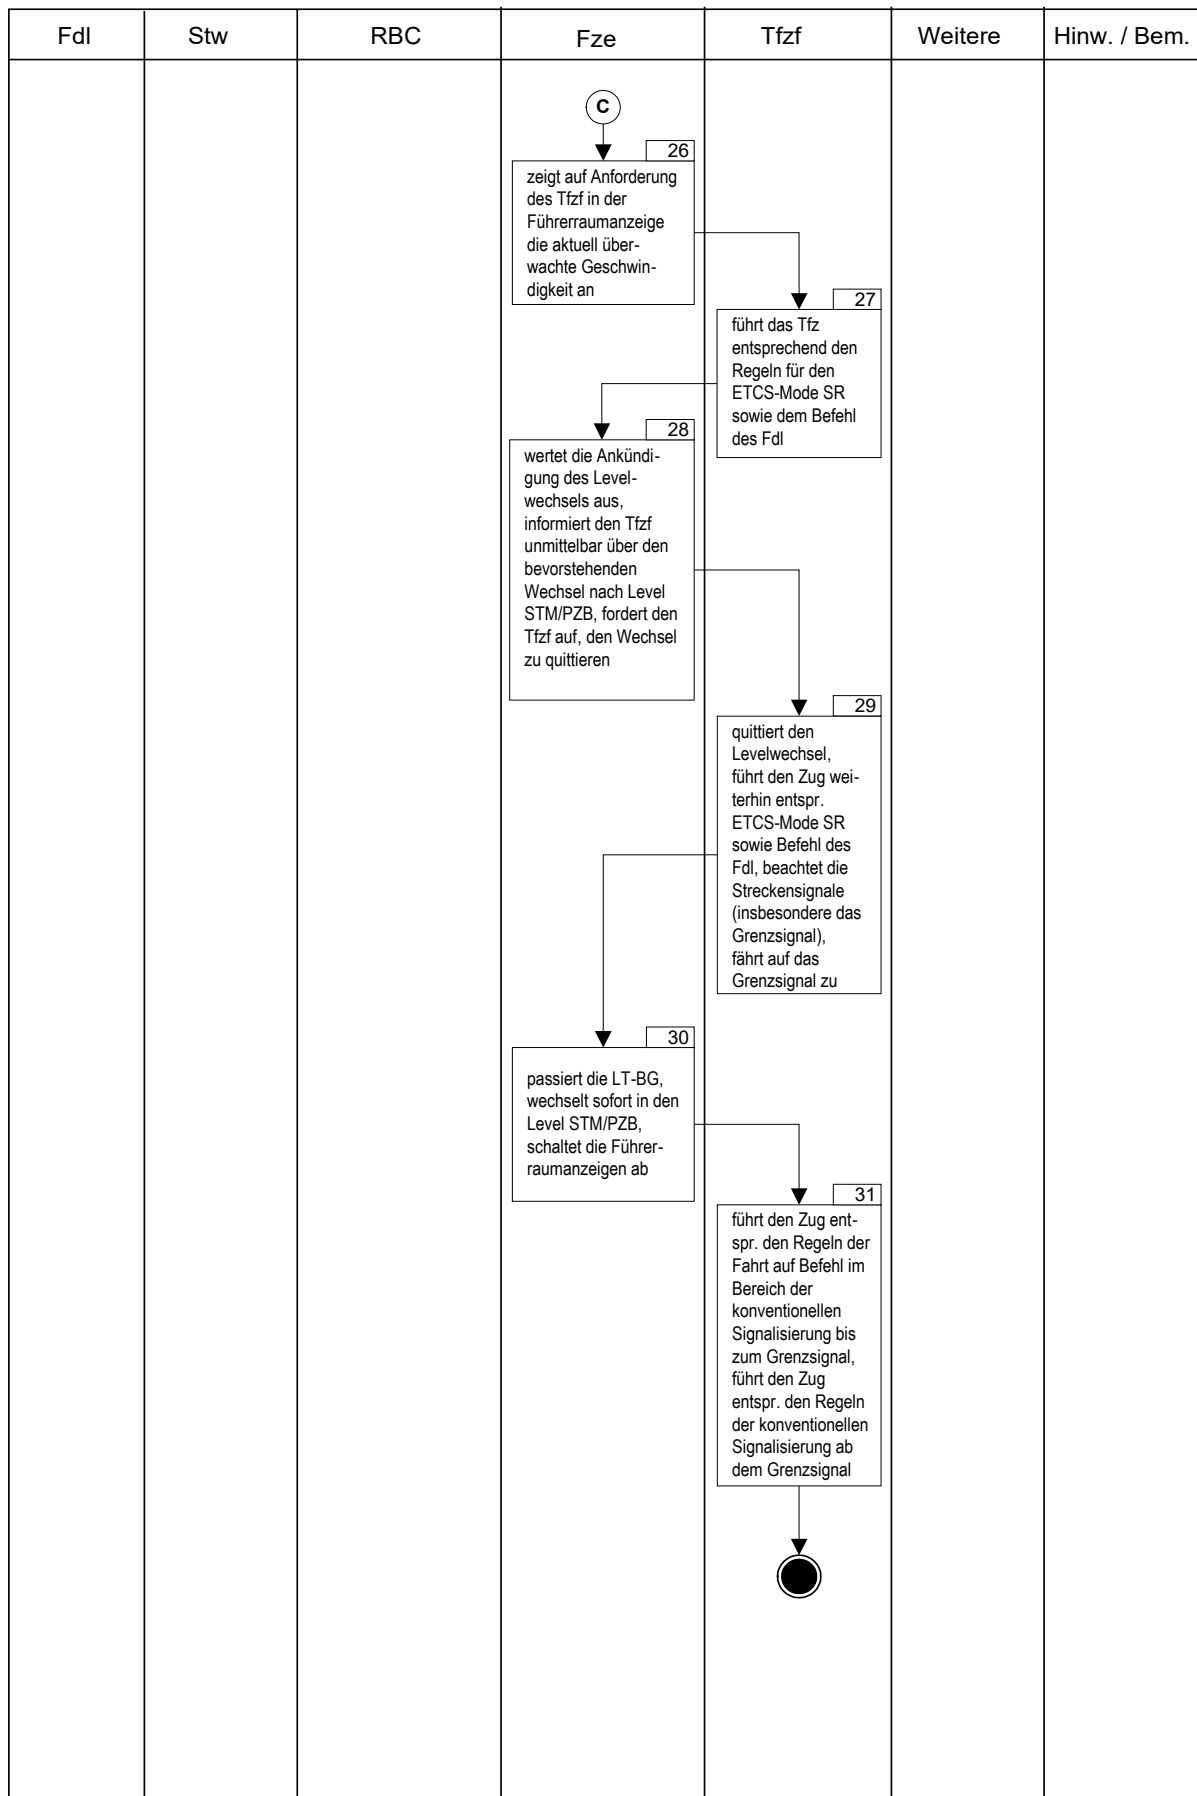 Fdl Stw RBC Fze Tfzf Weitere Hinw. / Bem.
C
26
zeigt auf Anforderung
des Tfzf in der
Führerraumanzeige
die aktuell über-
wachte Geschwin-
digkeit an
27
führt das Tfz
entsprechend den
Regeln für den
ETCS-Mode SR
sowie dem Befehl
des Fdl
28
wertet die Ankündi-
gung des Level-
wechsels aus,
informiert den Tfzf
unmittelbar über den
bevorstehenden
Wechsel nach Level
STM/PZB, fordert den
Tfzf auf, den Wechsel
zu quittieren
29
quittiert den
Levelwechsel,
führt den Zug wei-
terhin entspr.
ETCS-Mode SR
sowie Befehl des
Fdl, beachtet die
Streckensignale
(insbesondere das
Grenzsignal),
fährt auf das
Grenzsignal zu
30
passiert die LT-BG,
wechselt sofort in den
Level STM/PZB,
schaltet die Führer-
raumanzeigen ab
31
führt den Zug ent-
spr. den Regeln der
Fahrt auf Befehl im
Bereich der
konventionellen
Signalisierung bis
zum Grenzsignal,
führt den Zug
entspr. den Regeln
der konventionellen
Signalisierung ab
dem Grenzsignal